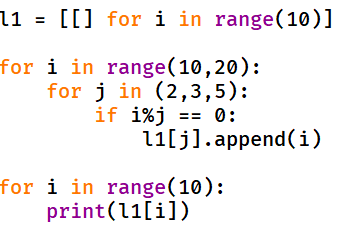 l1 = [[] for i in range(10)]

for i in range(10,20):
    for j in (2,3,5):
        if i%j == 0:
            l1[j].append(i)

for i in range(10):
    print(l1[i])